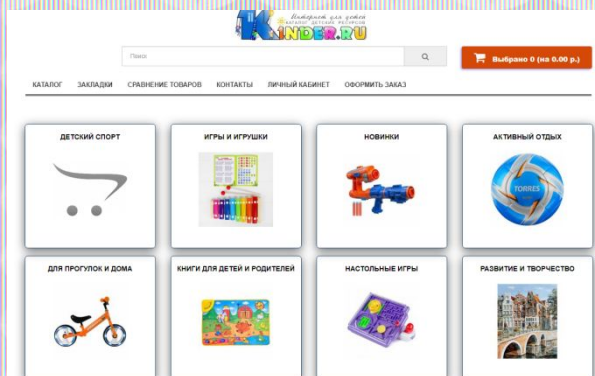 Интернет для детей
КАТАЛОГ ДЕТСКИХ РЕСУРСОВ
KINDER.RU
Поиск
Выбрано 0 (на 0.00 р.)
КАТАЛОГ ЗАКЛАДКИ СРАВНЕНИЕ ТОВАРОВ КОНТАКТЫ ЛИЧНЫЙ КАБИНЕТ ОФОРМИТЬ ЗАКАЗ
ДЕТСКИЙ СПОРТ
ИГРЫ И ИГРУШКИ
НОВИНКИ
АКТИВНЫЙ ОТДЫХ
TORRES
ДЛЯ ПРОГУЛОК И ДОМА
КНИГИ ДЛЯ ДЕТЕЙ И РОДИТЕЛЕЙ
НАСТОЛЬНЫЕ ИГРЫ
РАЗВИТИЕ И ТВОРЧЕСТВО